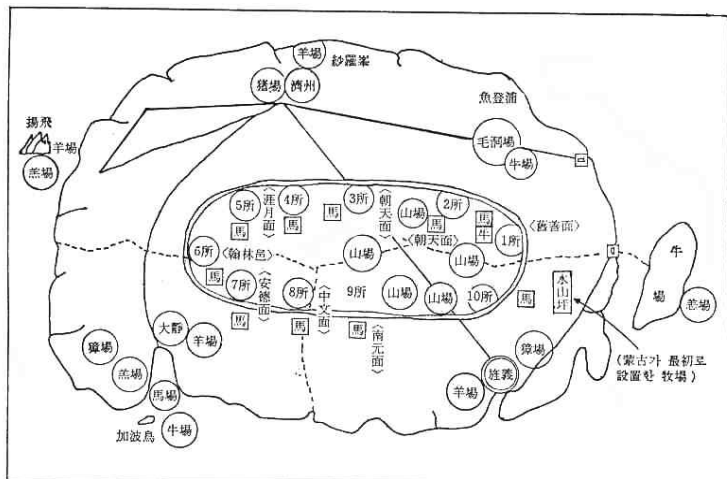 羊場
紗羅峯
猪場
濟州
魚登浦
揚飛
羊場
羔場
毛洞場
牛場
5所
〈涯月面〉
4所
3所
〈朝天面〉
2所
馬
馬
馬
山場
馬
馬
牛
1所
〈舊善面〉
6所
〈翰林邑〉
山場
〈朝天面〉
山場
馬
7所
〈安德面〉
8所
〈中文面〉
9所
山場
山場
10所
馬
馬
馬
〈南元面〉
馬
水山坪
牛場
羔場
大靜
羊場
獐場
羔場
馬場
加波島
牛場
獐場
旌義
羊場
(蒙古가 最初로
設置한 牧場)